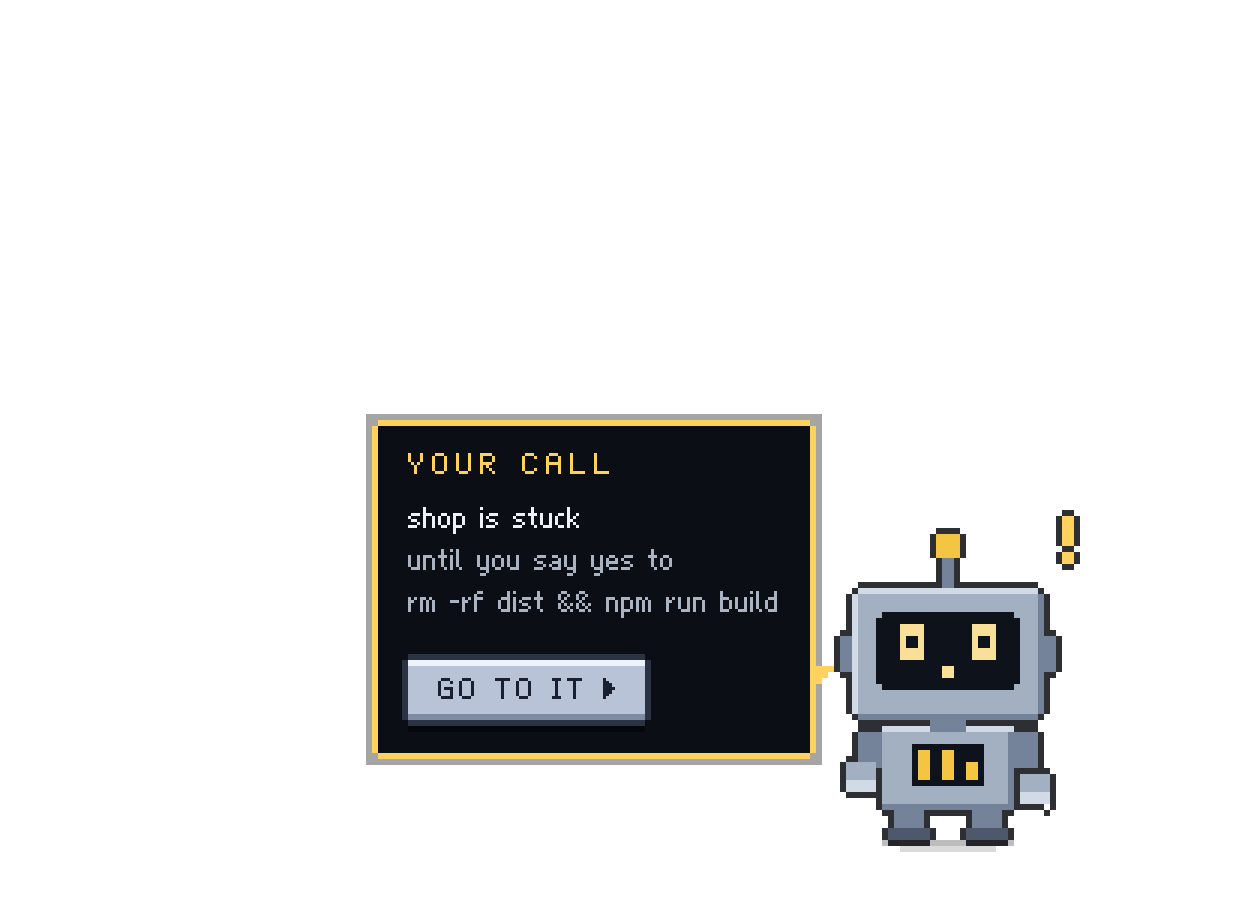 YOUR CALL
shop is stuck
until you say yes to
rm -rf dist && npm run build
GO TO IT
!